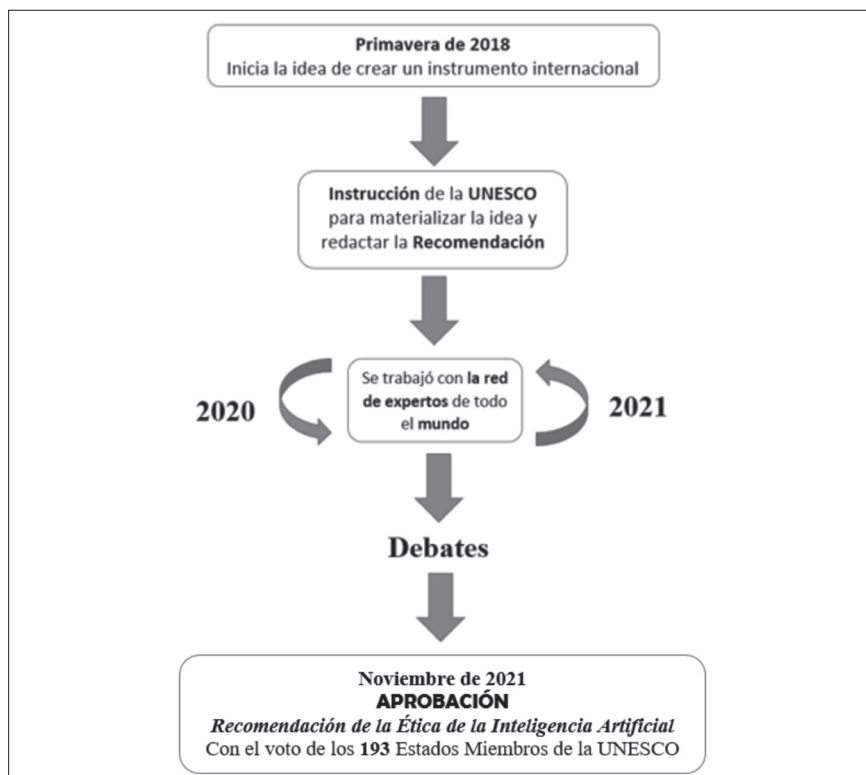 Primavera de 2018
Inicia la idea de crear un instrumento internacional
Instrucción de la UNESCO
para materializar la idea y
redactar la Recomendación
2020
Se trabajó con la red
de expertos de todo
el mundo
2021
Debates
Noviembre de 2021
APROBACIÓN
Recomendación de la Ética de la Inteligencia Artificial
Con el voto de los 193 Estados Miembros de la UNESCO